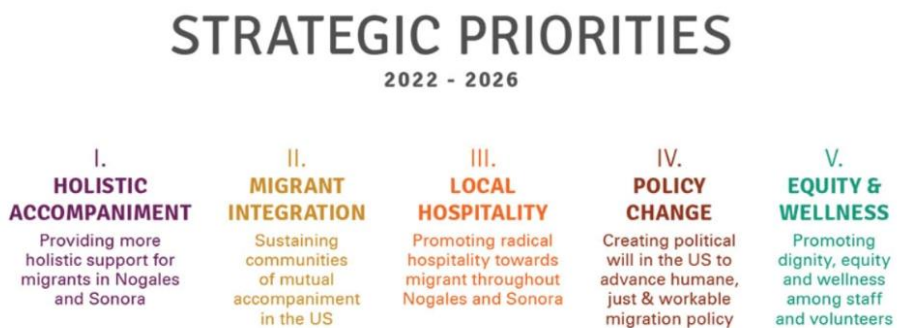 STRATEGIC PRIORITIES
2022 - 2026
I.
HOLISTIC
ACCOMPANIMENT
Providing more
holistic support for
migrants in Nogales
and Sonora
II.
MIGRANT
INTEGRATION
Sustaining
communities
of mutual
accompaniment
in the US
III.
LOCAL
HOSPITALITY
Promoting radical
hospitality towards
migrant throughout
Nogales and Sonora
IV.
POLICY
CHANGE
Creating political
will in the US to
advance humane,
just & workable
migration policy
V.
EQUITY &
WELLNESS
Promoting
dignity, equity
and wellness
among staff
and volunteers